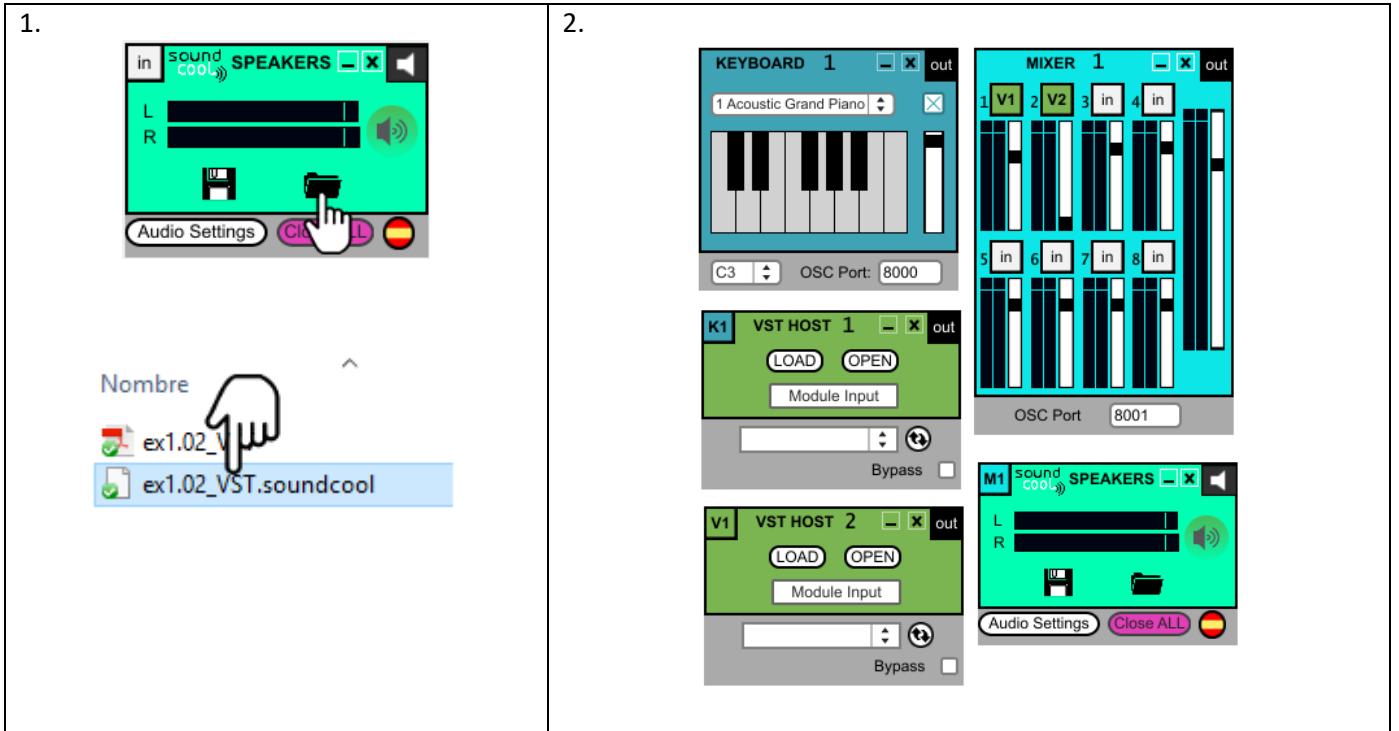 1.
in sound cool SPEAKERS
L
R
Audio Settings
Nombre
ex1.02_V
ex1.02_VST.soundcool
2.
KEYBOARD 1 out
1 Acoustic Grand Piano
C3 OSC Port: 8000
MIXER 1 out
1 V1 2 V2 3 in 4 in
5 in 6 in 7 in 8 in
OSC Port 8001
K1 VST HOST 1 out
LOAD OPEN
Module Input
Bypass
V1 VST HOST 2 out
LOAD OPEN
Module Input
Bypass
M1 sound cool SPEAKERS
L
R
Audio Settings Close ALL